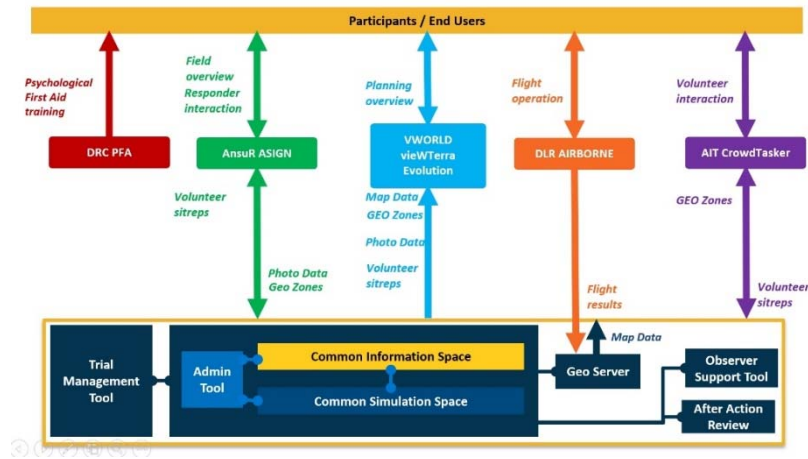 Participants / End Users
Psychological
First Aid
training
Field
overview
Responder
interaction
Planning
overview
Flight
operation
Volunteer
interaction
DRC PFA
AnsuR ASIGN
VWORLD
vieWTerra
Evolution
DLR AIRBORNE
AIT CrowdTasker
Volunteer
sitreps
Photo Data
Geo Zones
Map Data
GEO Zones
Photo Data
Volunteer
sitreps
Flight
results
GEO Zones
Volunteer
sitreps
Map Data
Trial
Management
Tool
Admin
Tool
Common Information Space
Common Simulation Space
Geo Server
Observer
Support Tool
After Action
Review